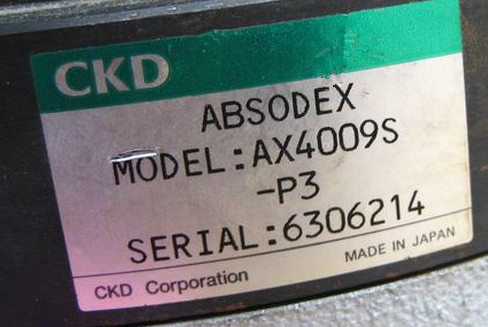 CKD
ABSODEX
MODEL:AX4009S
-P3
SERIAL:6306214
CKD Corporation MADE IN JAPAN